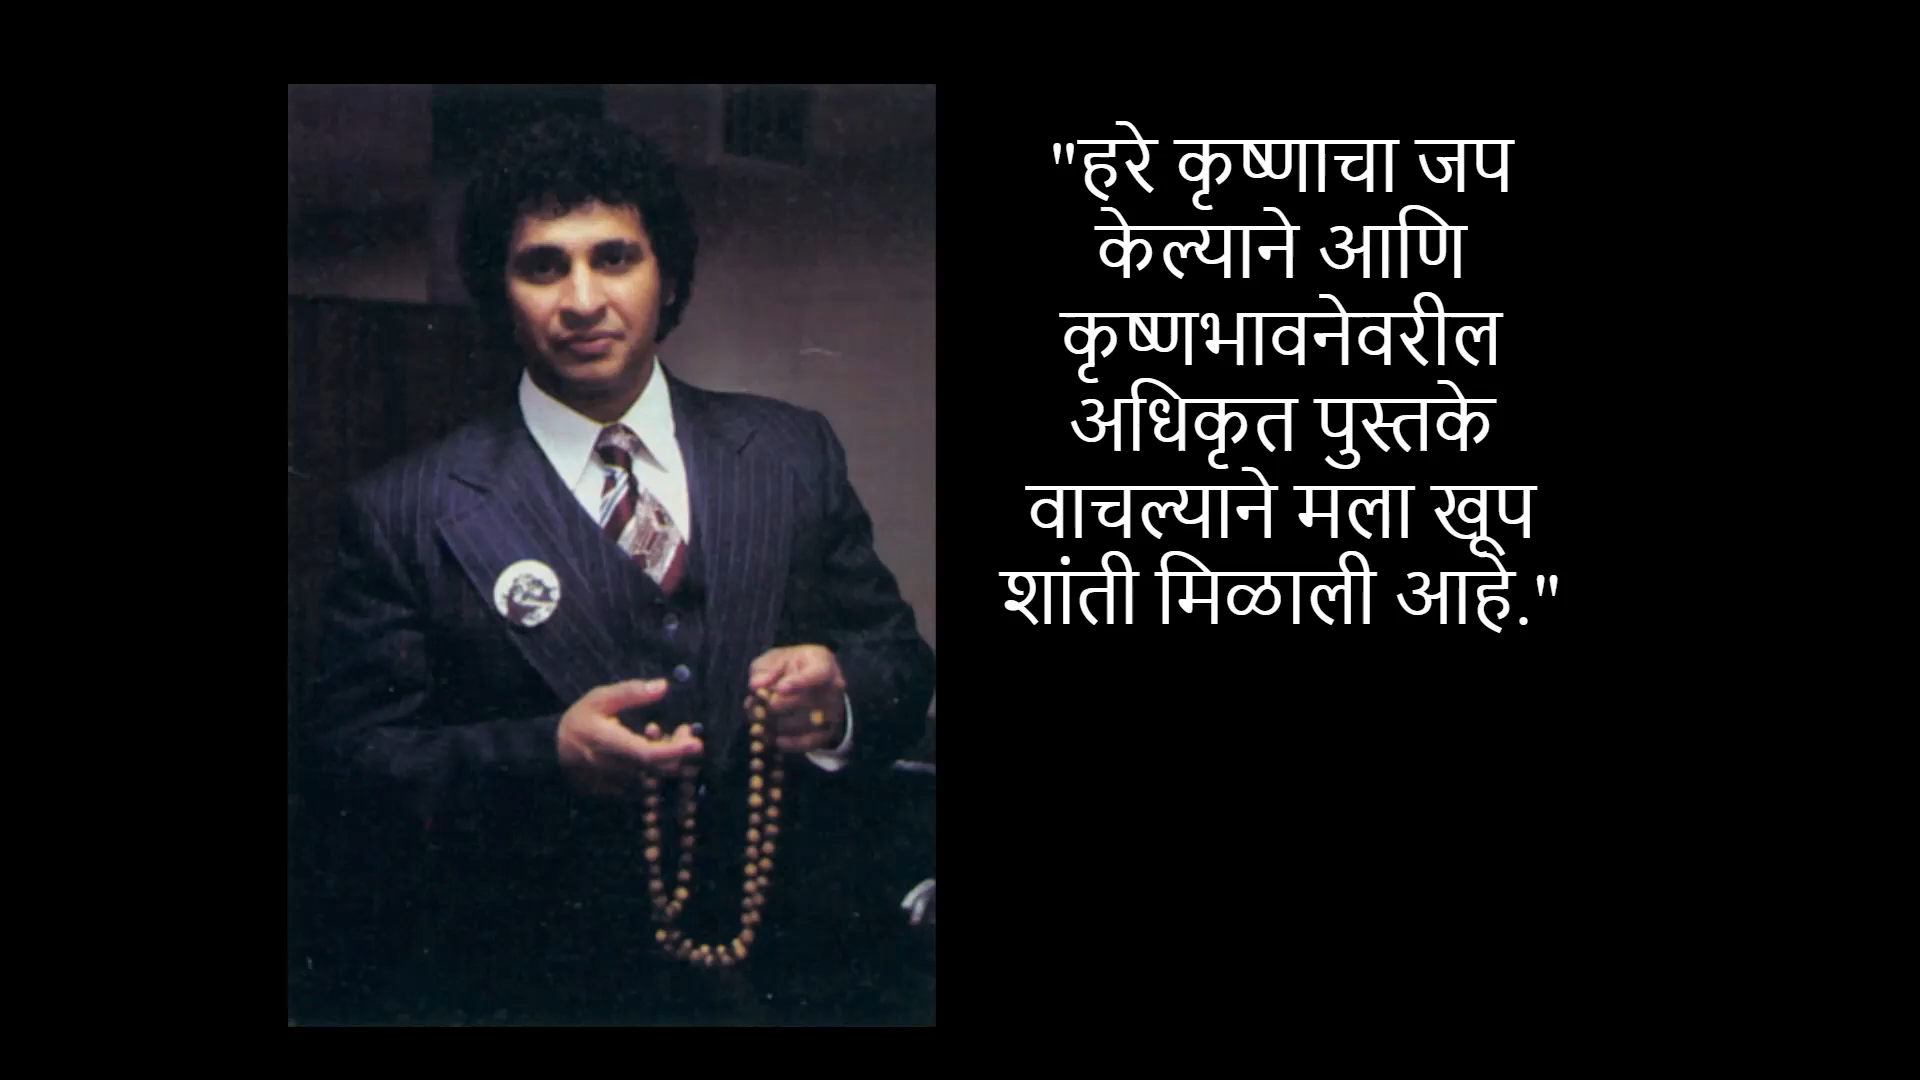 "हरे कृष्णाचा जप
केल्याने आणि
कृष्णभावनेवरील
अधिकृत पुस्तके
वाचल्याने मला खूप
शांती मिळाली आहे."